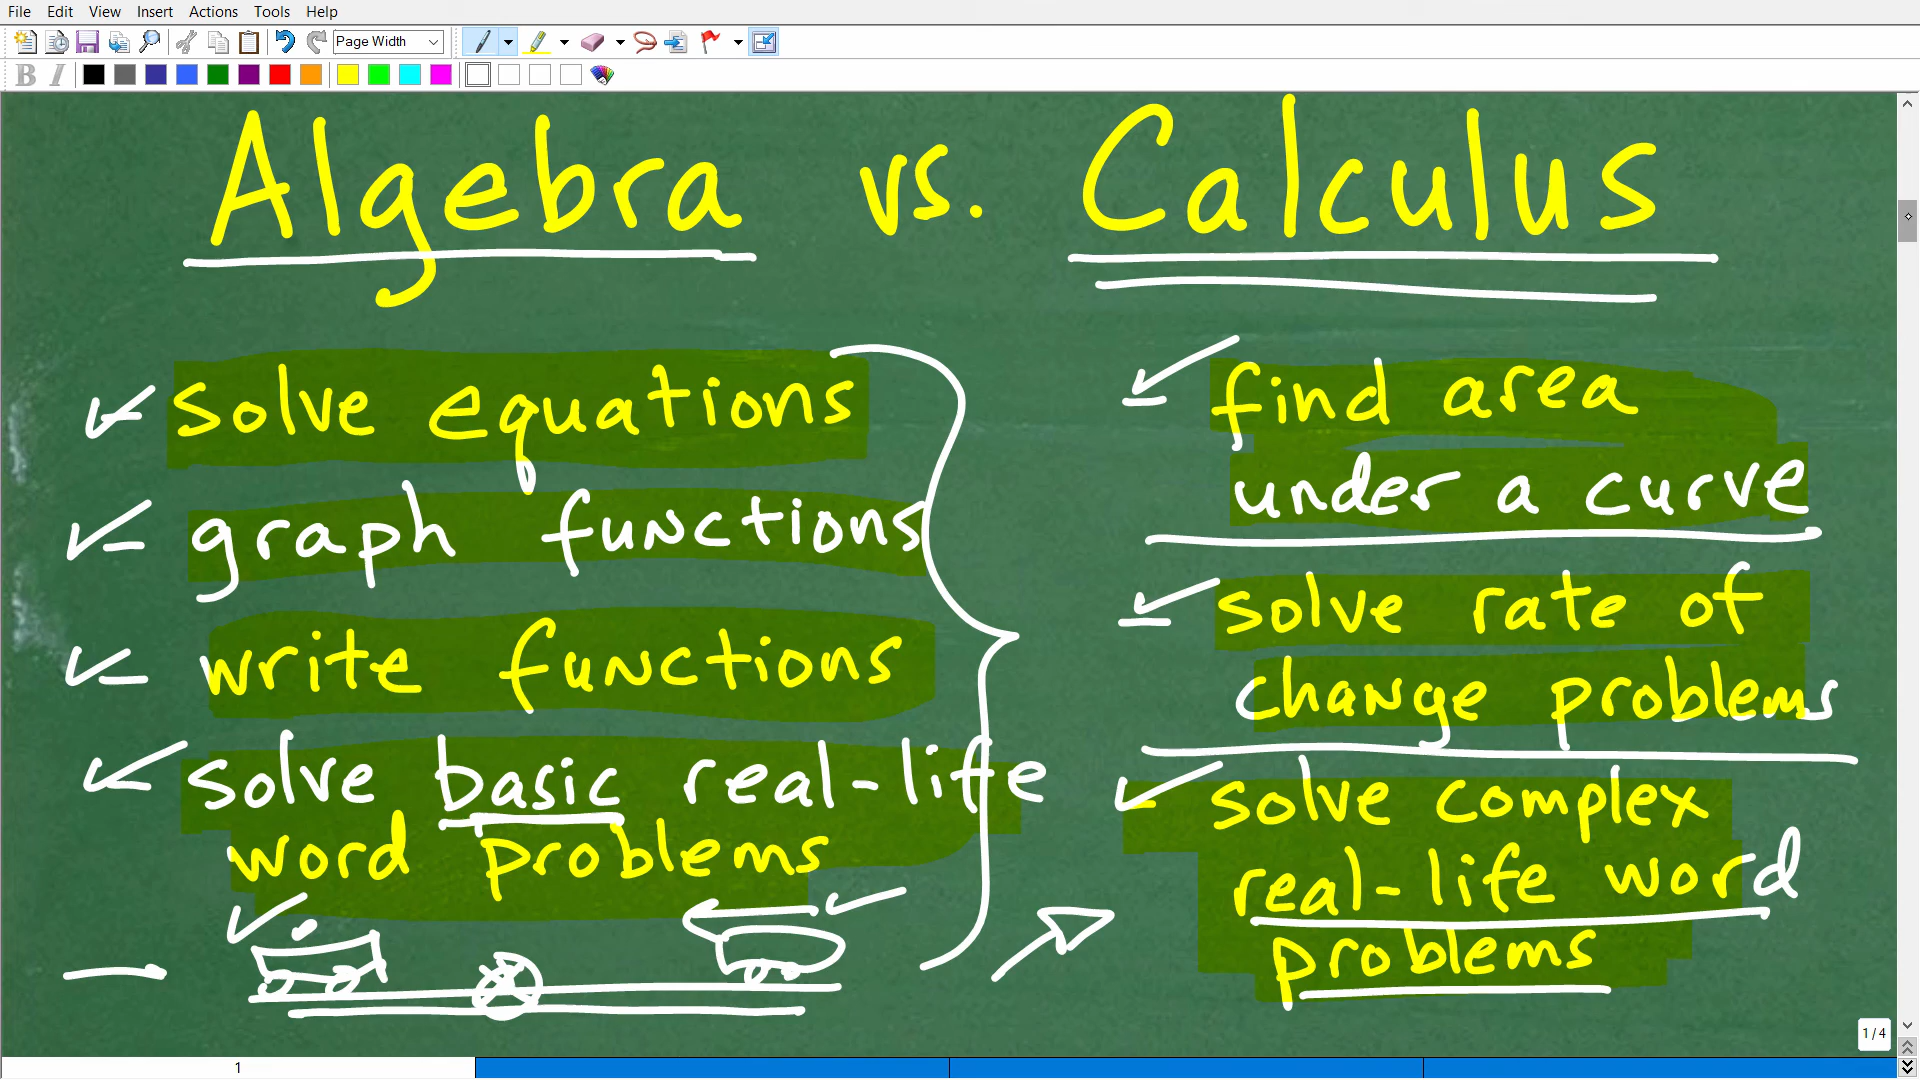 File Edit View Insert Actions Tools Help
Page Width
B I
Algebra vs. Calculus
solve equations
graph functions
write functions
solve basic real-life
word problems
find area
under a curve
solve rate of
change problems
solve complex
real-life word
problems
1 / 4
1